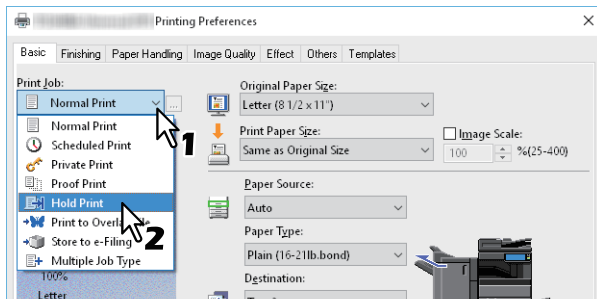 Printing Preferences
Basic Finishing Paper Handling Image Quality Effect Others Templates
Print Job:
Normal Print
...
Normal Print
Scheduled Print
Private Print
Proof Print
Hold Print
Print to Overlay
Store to e-Filing
Multiple Job Type
100%
Letter
1
2
Original Paper Size:
Letter (8 1/2 x 11")
Print Paper Size:
Same as Original Size
Image Scale:
100 %(25-400)
Paper Source:
Auto
Paper Type:
Plain (16-21lb.bond)
Destination: